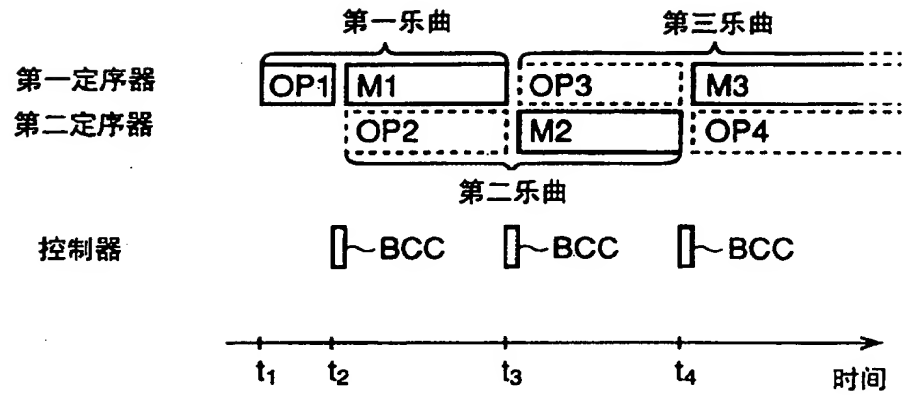 第一乐曲 第三乐曲
第一定序器 OP1 M1 OP3 M3
第二定序器 OP2 M2 OP4
第二乐曲
控制器 BCC BCC BCC
t1 t2 t3 t4 时间